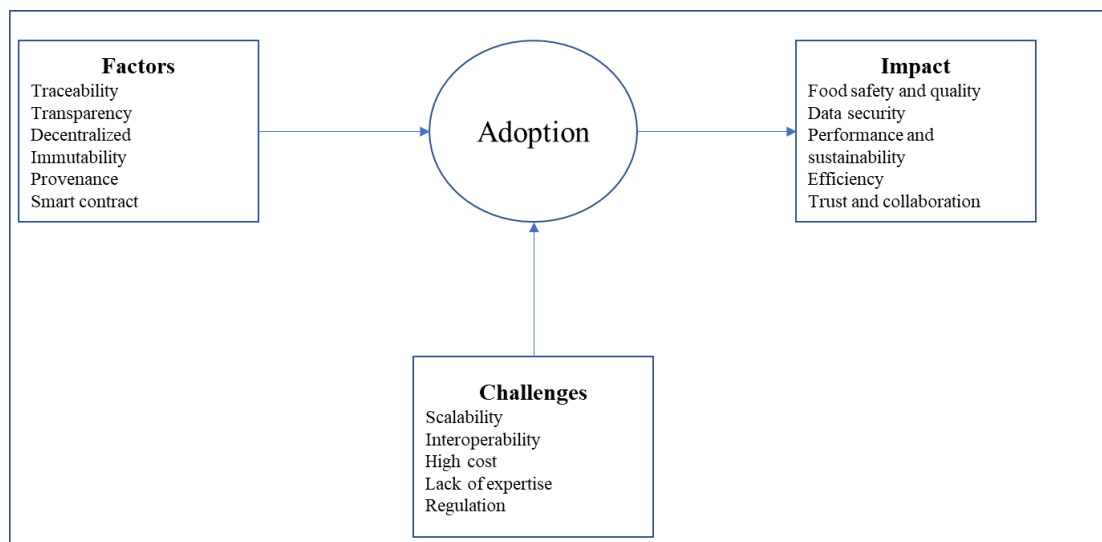 Factors
Traceability
Transparency
Decentralized
Immutability
Provenance
Smart contract
Adoption
Impact
Food safety and quality
Data security
Performance and
sustainability
Efficiency
Trust and collaboration
Challenges
Scalability
Interoperability
High cost
Lack of expertise
Regulation